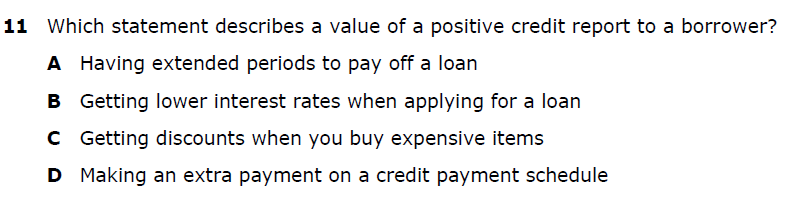 11 Which statement describes a value of a positive credit report to a borrower?
A Having extended periods to pay off a loan
B Getting lower interest rates when applying for a loan
C Getting discounts when you buy expensive items
D Making an extra payment on a credit payment schedule